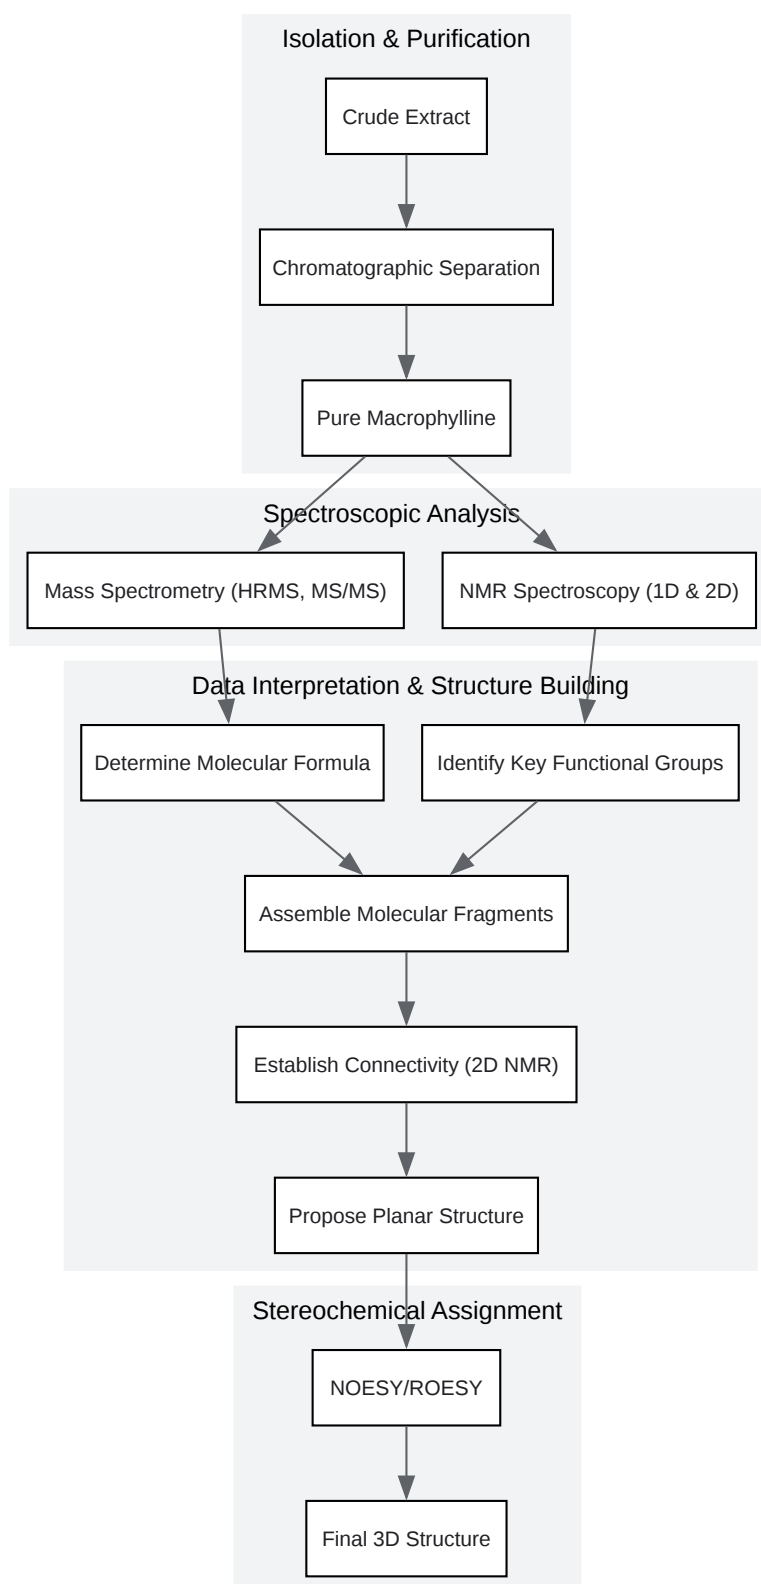 Isolation & Purification
Crude Extract
Chromatographic Separation
Pure Macrophylline
Spectroscopic Analysis
Mass Spectrometry (HRMS, MS/MS)
NMR Spectroscopy (1D & 2D)
Data Interpretation & Structure Building
Determine Molecular Formula
Identify Key Functional Groups
Assemble Molecular Fragments
Establish Connectivity (2D NMR)
Propose Planar Structure
Stereochemical Assignment
NOESY/ROESY
Final 3D Structure